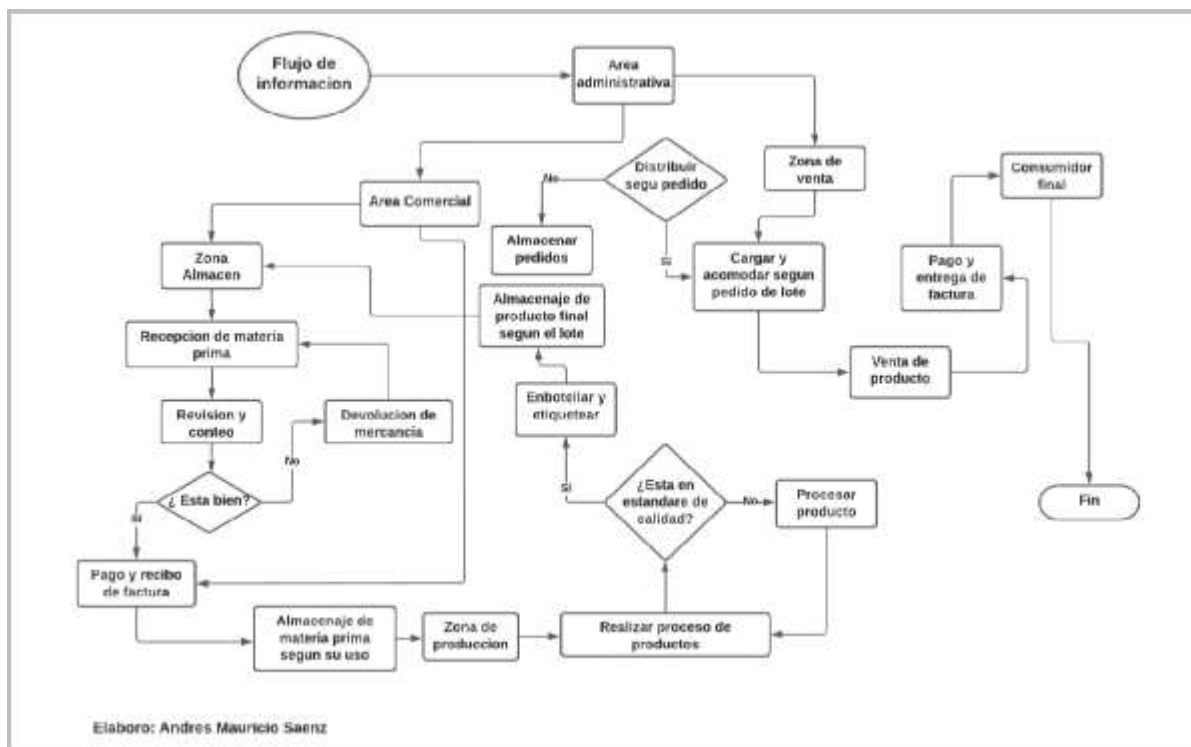 Flujo de
informacion
Area
administrativa
Distribuir
segu pedido
Zona de
venta
Consumidor
final
No
Area Comercial
Almacenar
pedidos
Zona
Almacen
Si
Cargar y
acomodar segun
pedido de lote
Pago y
entrega de
factura
Almacenaje de
producto final
segun el lote
Recepcion de materia
prima
Venta de
producto
Enbotellar y
etiquetear
Revision y
conteo
Devolucion de
mercancia
No
¿ Esta bien?
Si
¿Esta en
estandare de
calidad?
Si
No
Procesar
producto
Fin
Pago y recibo
de factura
Almacenaje de
materia prima
segun su uso
Zona de
produccion
Realizar proceso de
productos
Elaboro: Andres Mauricio Saenz